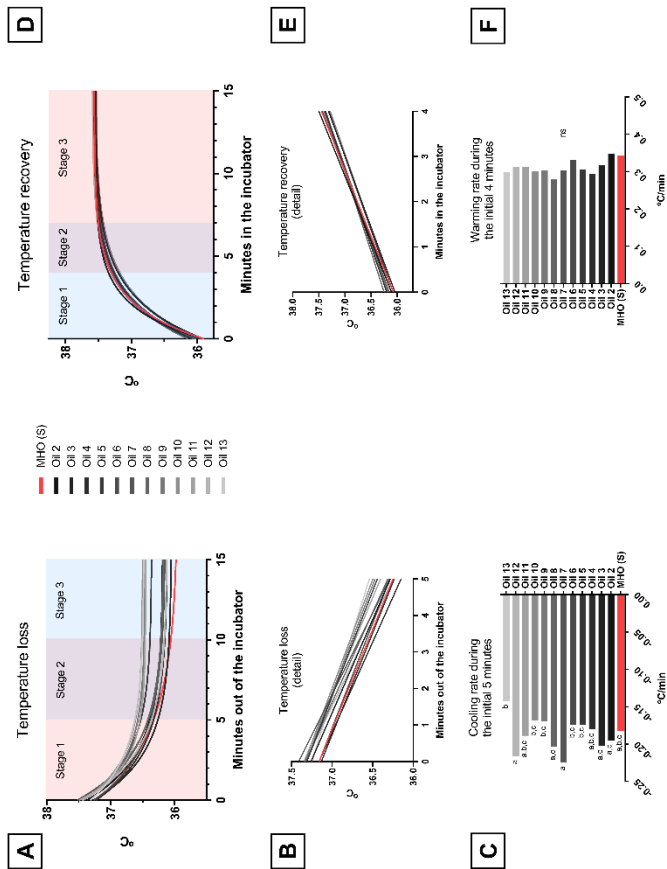 A
Temperature loss
Stage 1
Stage 2
Stage 3
38
37
36
ºC
0
5
10
15
Minutes out of the incubator
MHO (S)
Oil 2
Oil 3
Oil 4
Oil 5
Oil 6
Oil 7
Oil 8
Oil 9
Oil 10
Oil 11
Oil 12
Oil 13
D
Temperature recovery
Stage 1
Stage 2
Stage 3
38
37
36
ºC
0
5
10
15
Minutes in the incubator
B
Temperature loss
(detail)
37.5
37.0
36.5
36.0
ºC
0
1
2
3
4
5
Minutes out of the incubator
E
Temperature recovery
(detail)
38.0
37.5
37.0
36.5
36.0
ºC
0
1
2
3
4
Minutes in the incubator
C
Cooling rate during
the initial 5 minutes
b Oil 13
a Oil 12
a,b,c Oil 11
b,c Oil 10
b,c Oil 9
a,c Oil 8
a Oil 7
b,c Oil 6
b,c Oil 5
a,b,c Oil 4
a,c Oil 3
a,c Oil 2
a,b,c MHO (S)
-0.25 -0.20 -0.15 -0.10 -0.05 0.00
ºC/min
F
Warming rate during
the initial 4 minutes
Oil 13
Oil 12
Oil 11
Oil 10
Oil 9
Oil 8
Oil 7 ns
Oil 6
Oil 5
Oil 4
Oil 3
Oil 2
MHO (S)
0.0 0.1 0.2 0.3 0.4 0.5
ºC/min